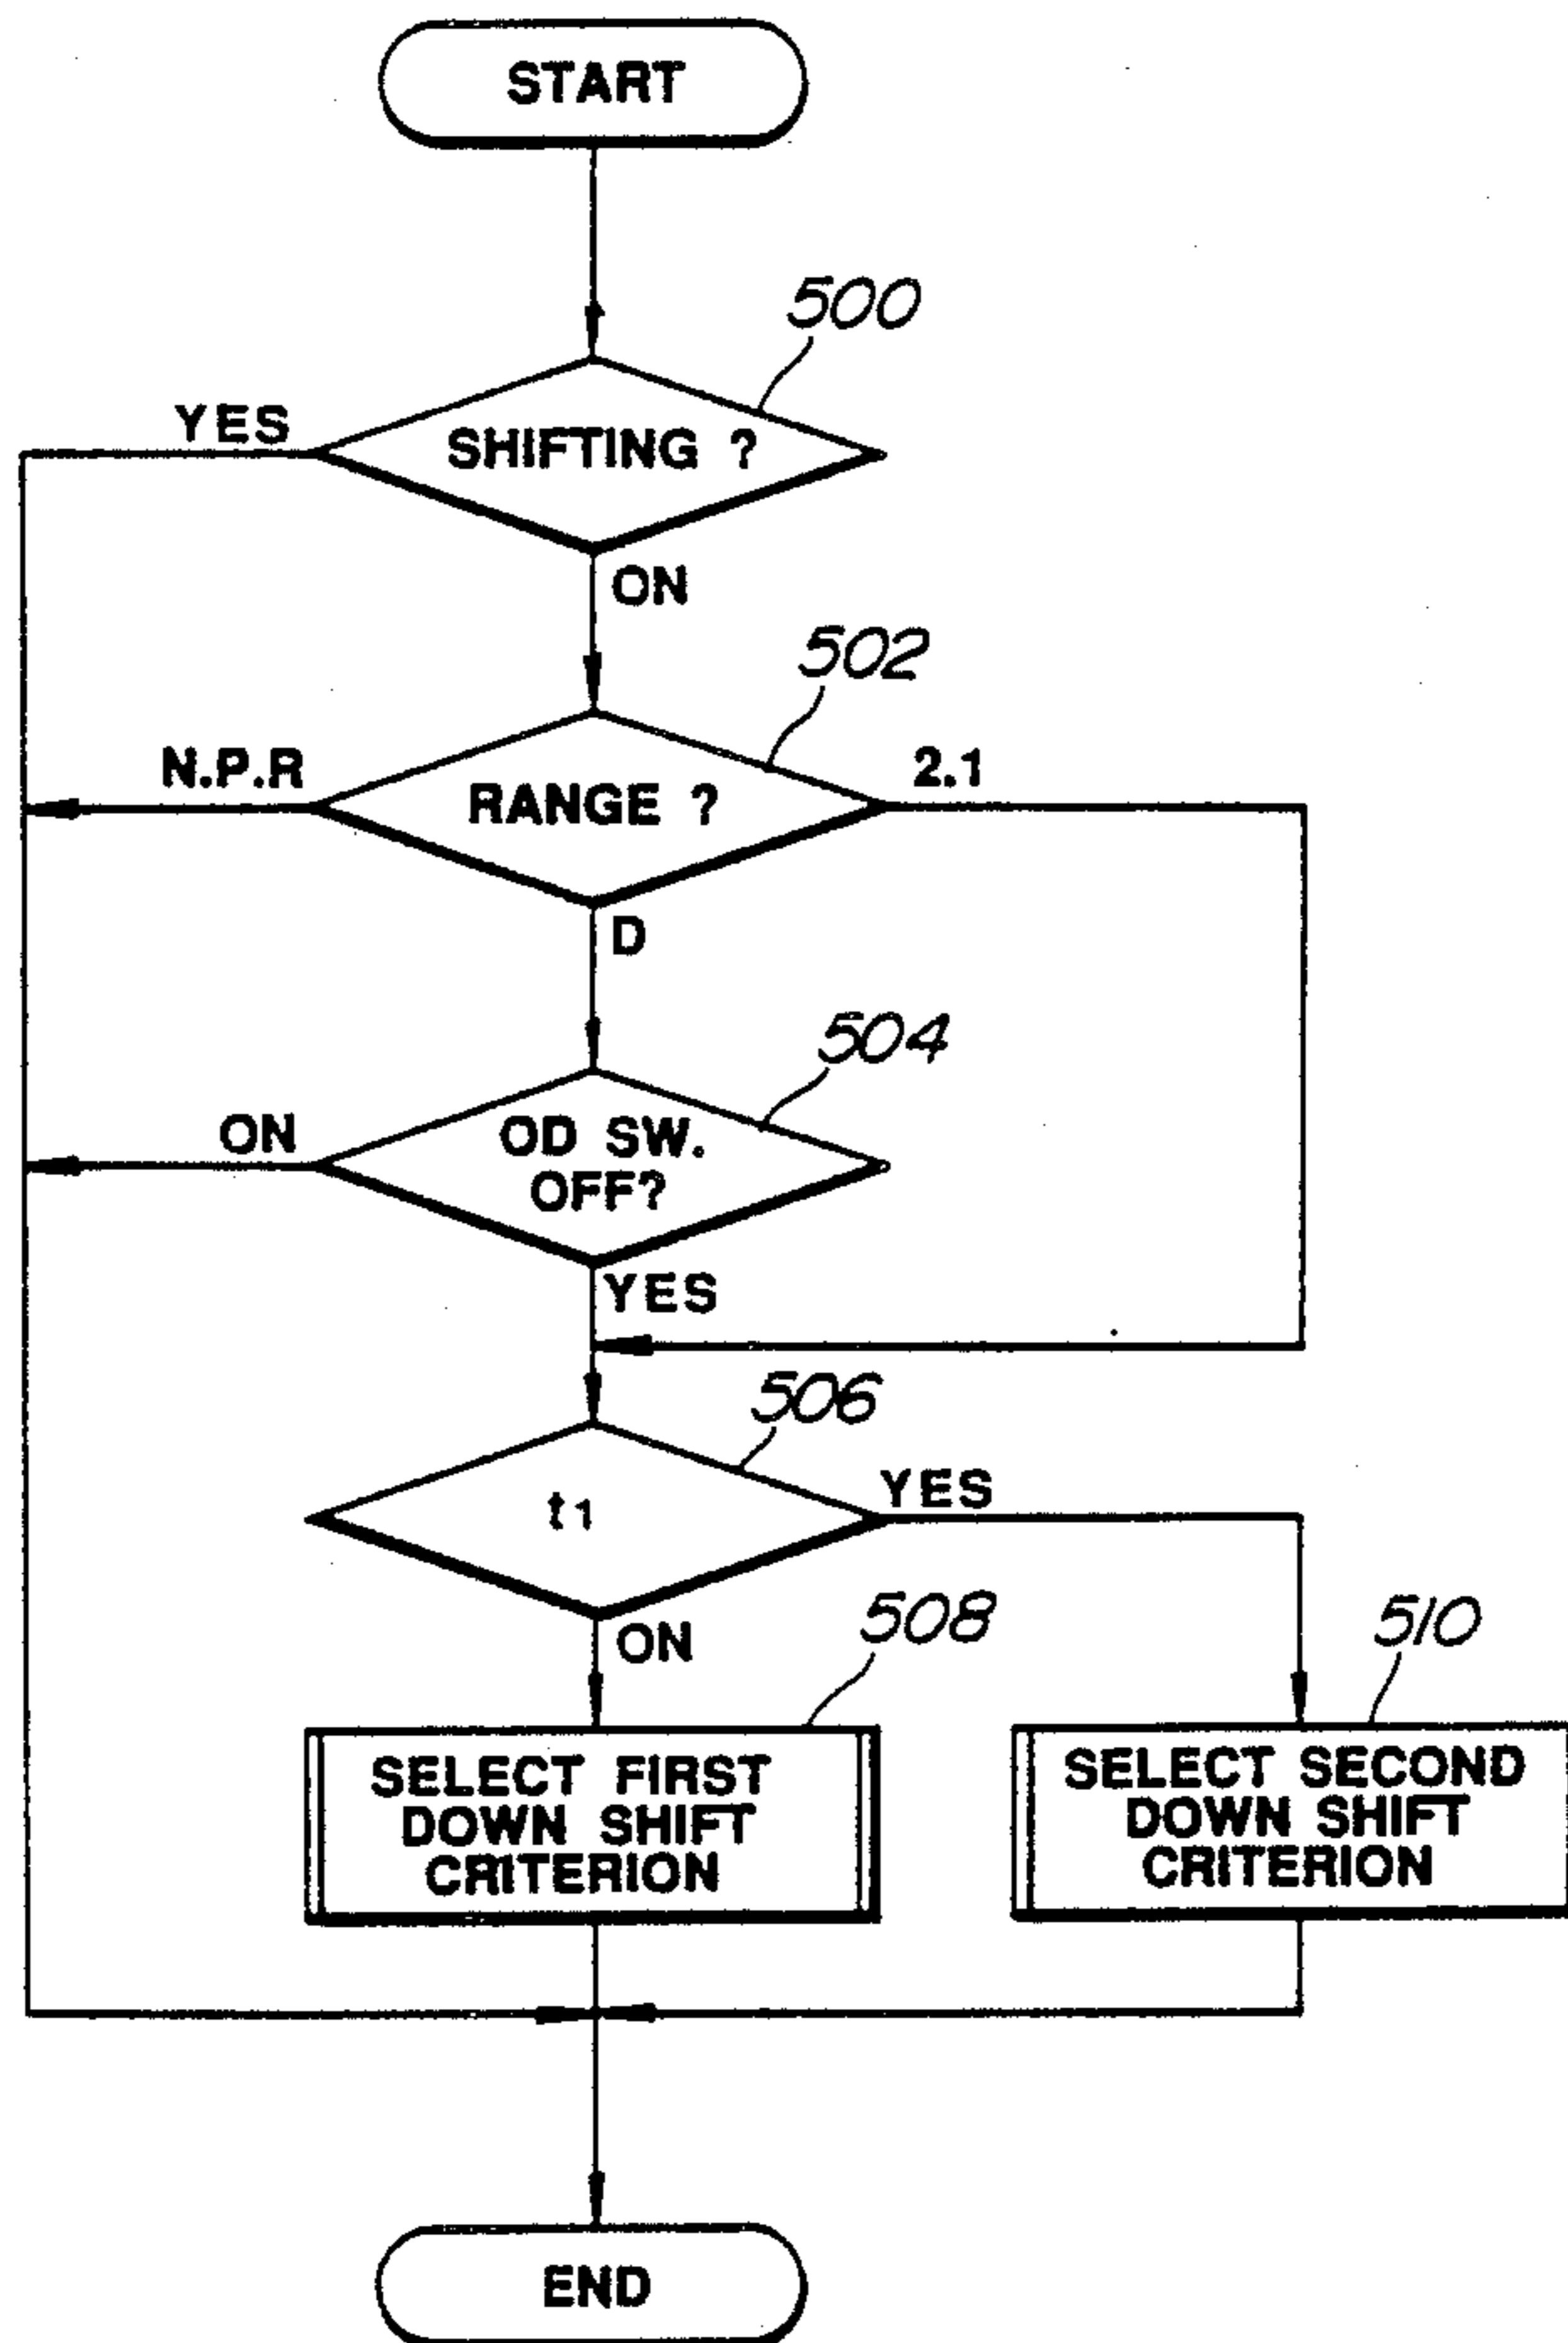 START
500
YES
SHIFTING ?
ON
502
N.P.R
RANGE ?
2.1
D
504
ON
OD SW.
OFF?
YES
506
t1
YES
ON
508
510
SELECT FIRST
DOWN SHIFT
CRITERION
SELECT SECOND
DOWN SHIFT
CRITERION
END